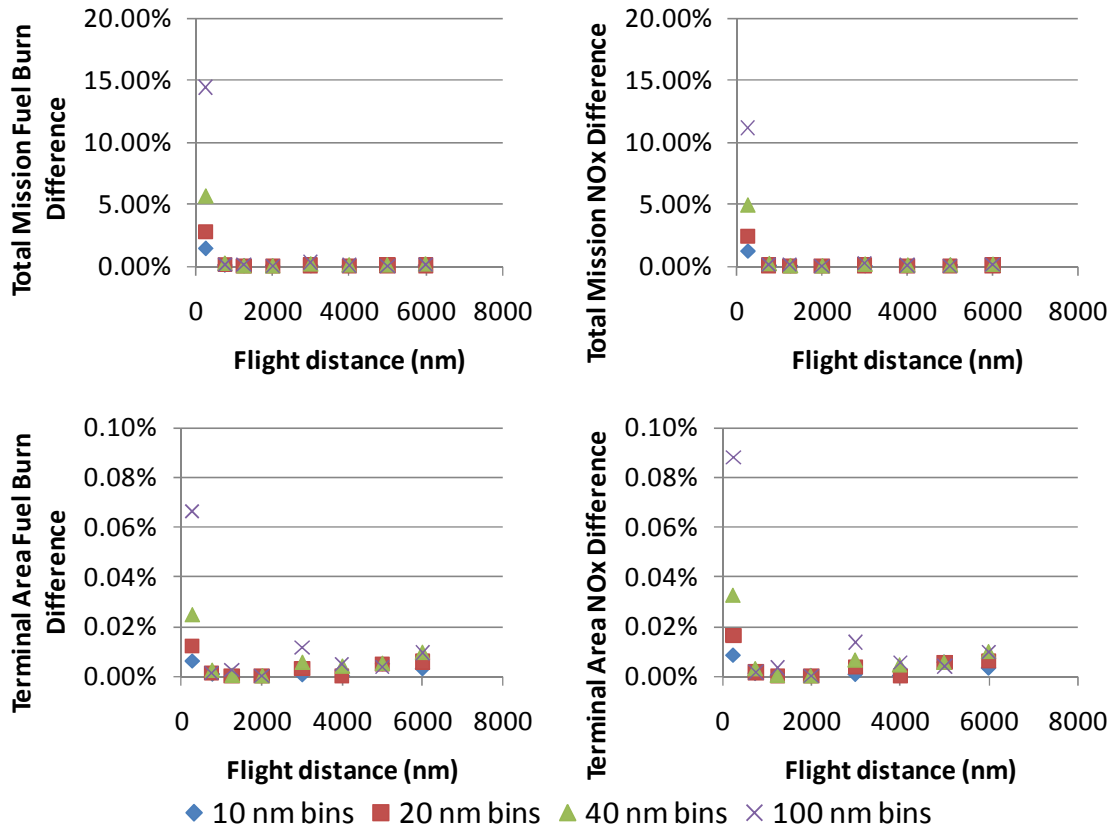 Total Mission Fuel Burn
Difference
20.00%
15.00%
10.00%
5.00%
0.00%
0 2000 4000 6000 8000
Flight distance (nm)
Total Mission NOx Difference
20.00%
15.00%
10.00%
5.00%
0.00%
0 2000 4000 6000 8000
Flight distance (nm)
Terminal Area Fuel Burn
Difference
0.10%
0.08%
0.06%
0.04%
0.02%
0.00%
0 2000 4000 6000 8000
Flight distance (nm)
Terminal Area NOx Difference
0.10%
0.08%
0.06%
0.04%
0.02%
0.00%
0 2000 4000 6000 8000
Flight distance (nm)
10 nm bins 20 nm bins 40 nm bins 100 nm bins